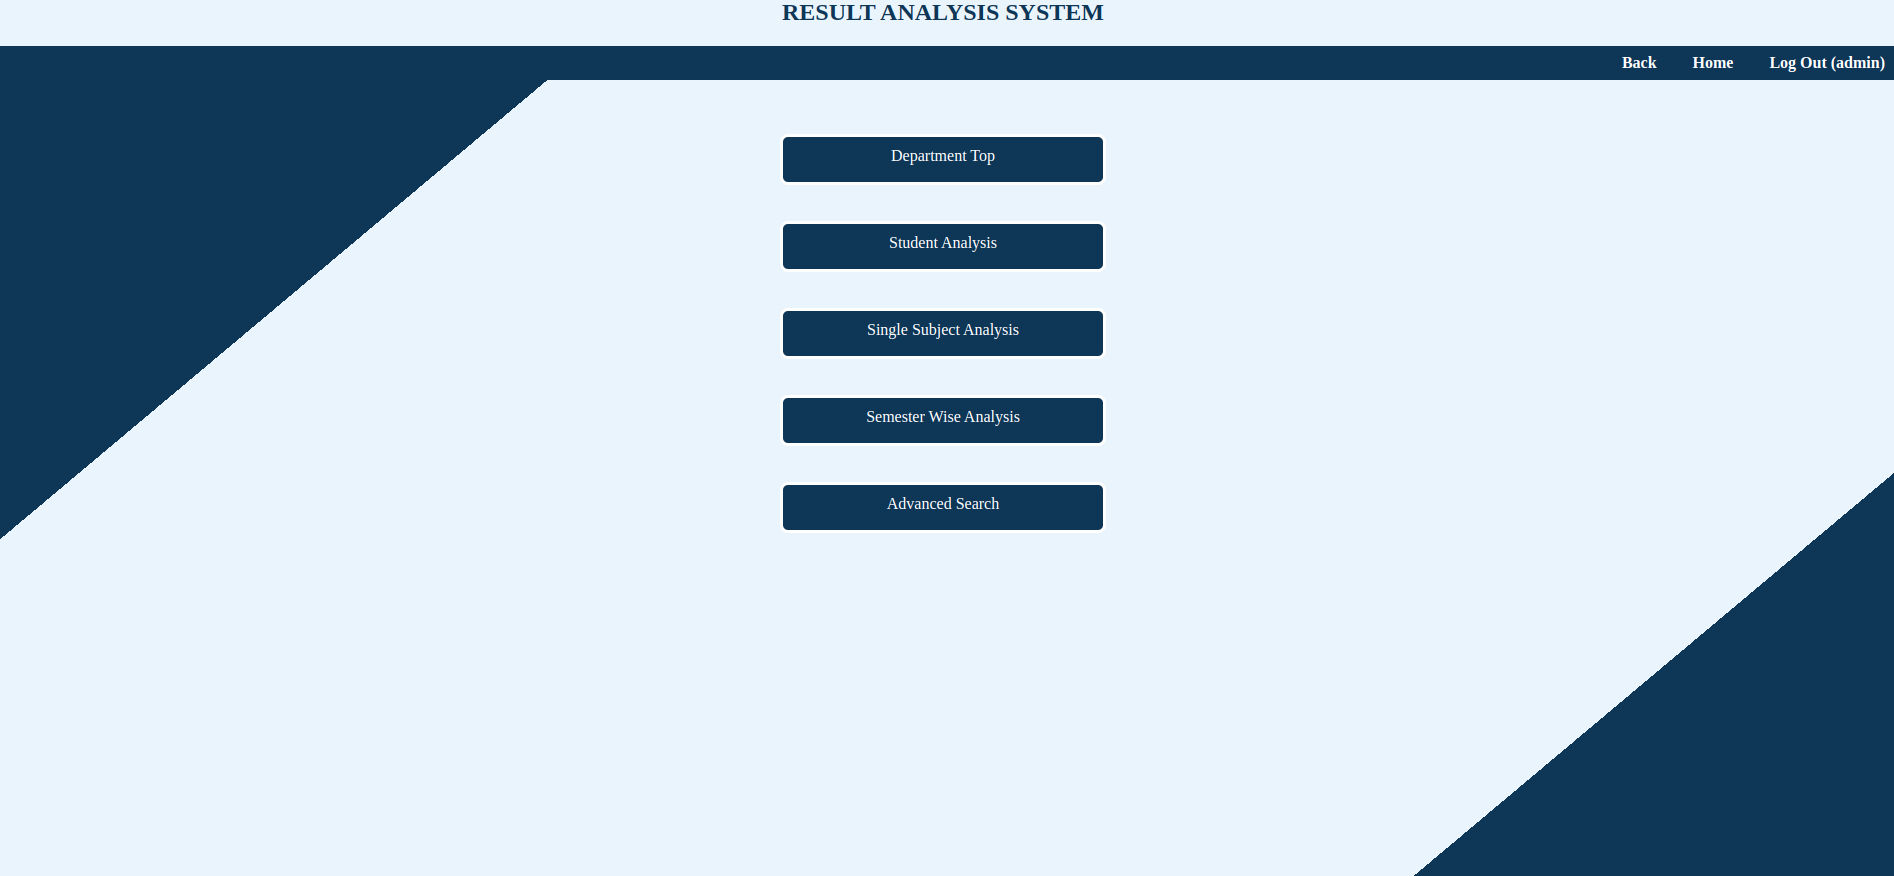 RESULT ANALYSIS SYSTEM
Back Home Log Out (admin)
Department Top
Student Analysis
Single Subject Analysis
Semester Wise Analysis
Advanced Search